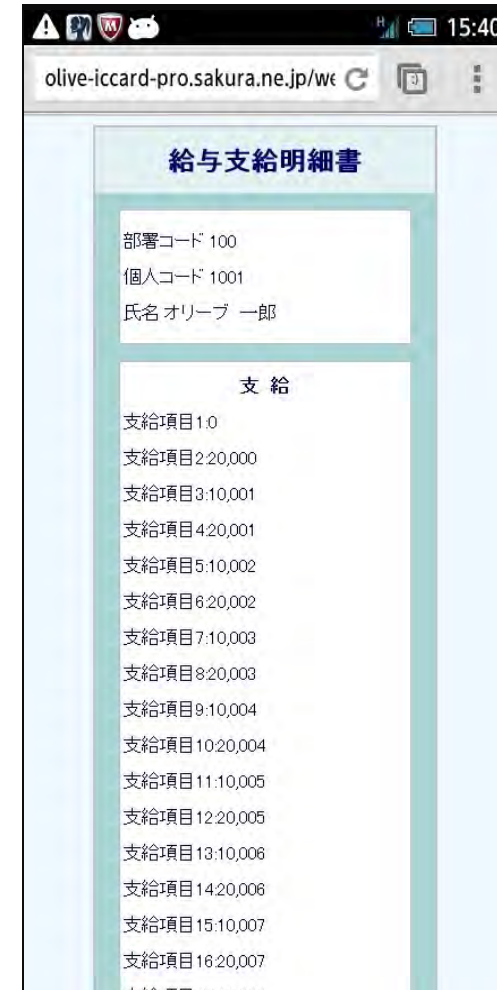 H 15:40
olive-iccard-pro.sakura.ne.jp/we
給与支給明細書
部署コード 100
個人コード 1001
氏名 オリーブ 一郎
支 給
支給項目1:0
支給項目2:20,000
支給項目3:10,001
支給項目4:20,001
支給項目5:10,002
支給項目6:20,002
支給項目7:10,003
支給項目8:20,003
支給項目9:10,004
支給項目10:20,004
支給項目11:10,005
支給項目12:20,005
支給項目13:10,006
支給項目14:20,006
支給項目15:10,007
支給項目16:20,007